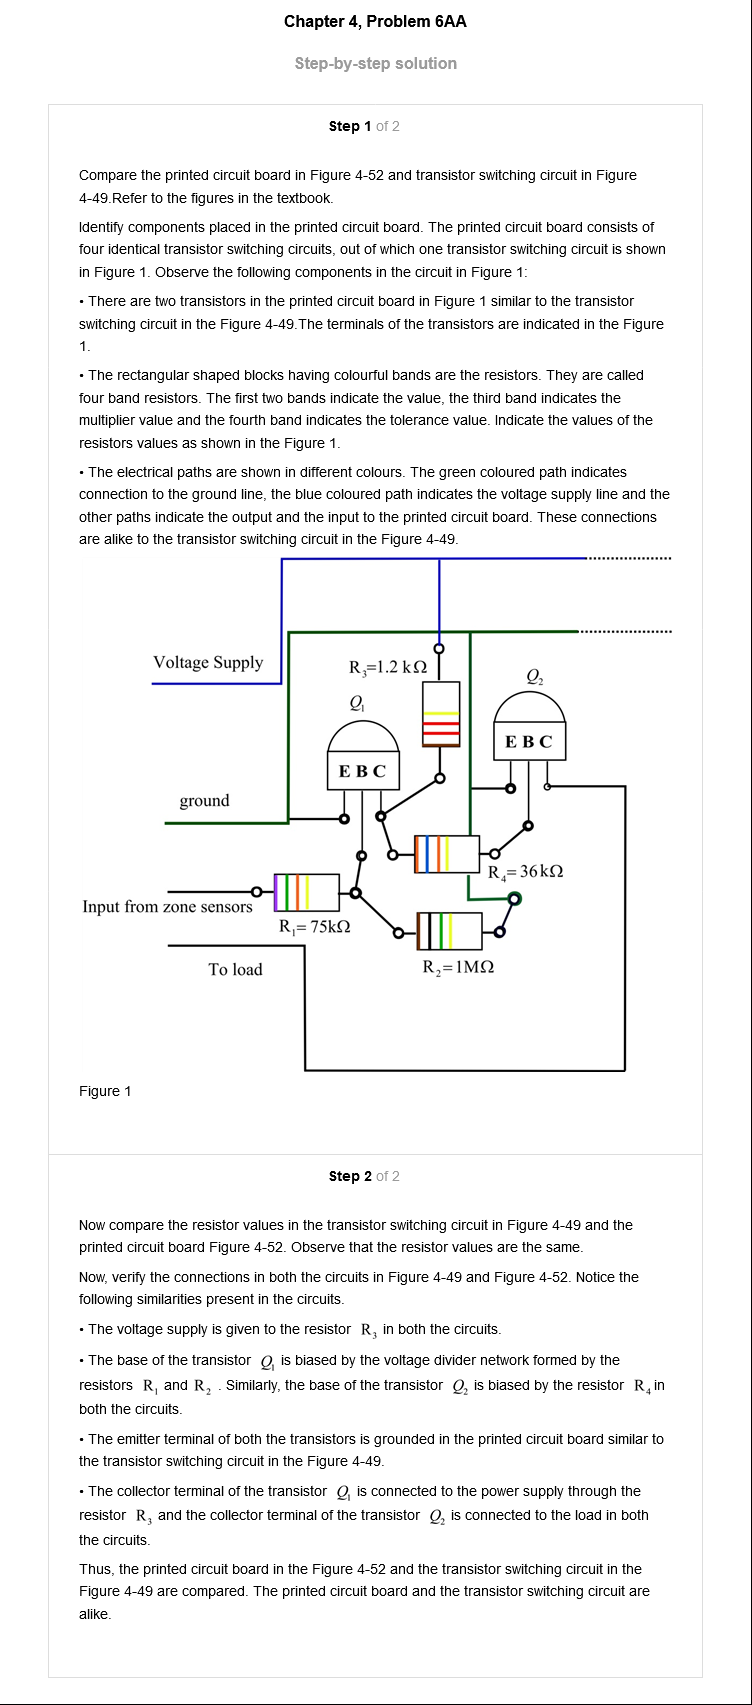 Chapter 4, Problem 6AA
Step-by-step solution
Step 1 of 2
Compare the printed circuit board in Figure 4-52 and transistor switching circuit in Figure
4-49.Refer to the figures in the textbook.
Identify components placed in the printed circuit board. The printed circuit board consists of
four identical transistor switching circuits, out of which one transistor switching circuit is shown
in Figure 1. Observe the following components in the circuit in Figure 1:
• There are two transistors in the printed circuit board in Figure 1 similar to the transistor
switching circuit in the Figure 4-49.The terminals of the transistors are indicated in the Figure
1.
• The rectangular shaped blocks having colourful bands are the resistors. They are called
four band resistors. The first two bands indicate the value, the third band indicates the
multiplier value and the fourth band indicates the tolerance value. Indicate the values of the
resistors values as shown in the Figure 1.
• The electrical paths are shown in different colours. The green coloured path indicates
connection to the ground line, the blue coloured path indicates the voltage supply line and the
other paths indicate the output and the input to the printed circuit board. These connections
are alike to the transistor switching circuit in the Figure 4-49.
Voltage Supply
R₃=1.2 kΩ
Q₂
Q₁
E B C
E B C
ground
R₄=36kΩ
Input from zone sensors
R₁=75kΩ
To load
R₂=1MΩ
Figure 1
Step 2 of 2
Now compare the resistor values in the transistor switching circuit in Figure 4-49 and the
printed circuit board Figure 4-52. Observe that the resistor values are the same.
Now, verify the connections in both the circuits in Figure 4-49 and Figure 4-52. Notice the
following similarities present in the circuits.
• The voltage supply is given to the resistor R₃ in both the circuits.
• The base of the transistor Q₁ is biased by the voltage divider network formed by the
resistors R₁ and R₂ . Similarly, the base of the transistor Q₂ is biased by the resistor R₄ in
both the circuits.
• The emitter terminal of both the transistors is grounded in the printed circuit board similar to
the transistor switching circuit in the Figure 4-49.
• The collector terminal of the transistor Q₁ is connected to the power supply through the
resistor R₃ and the collector terminal of the transistor Q₂ is connected to the load in both
the circuits.
Thus, the printed circuit board in the Figure 4-52 and the transistor switching circuit in the
Figure 4-49 are compared. The printed circuit board and the transistor switching circuit are
alike.